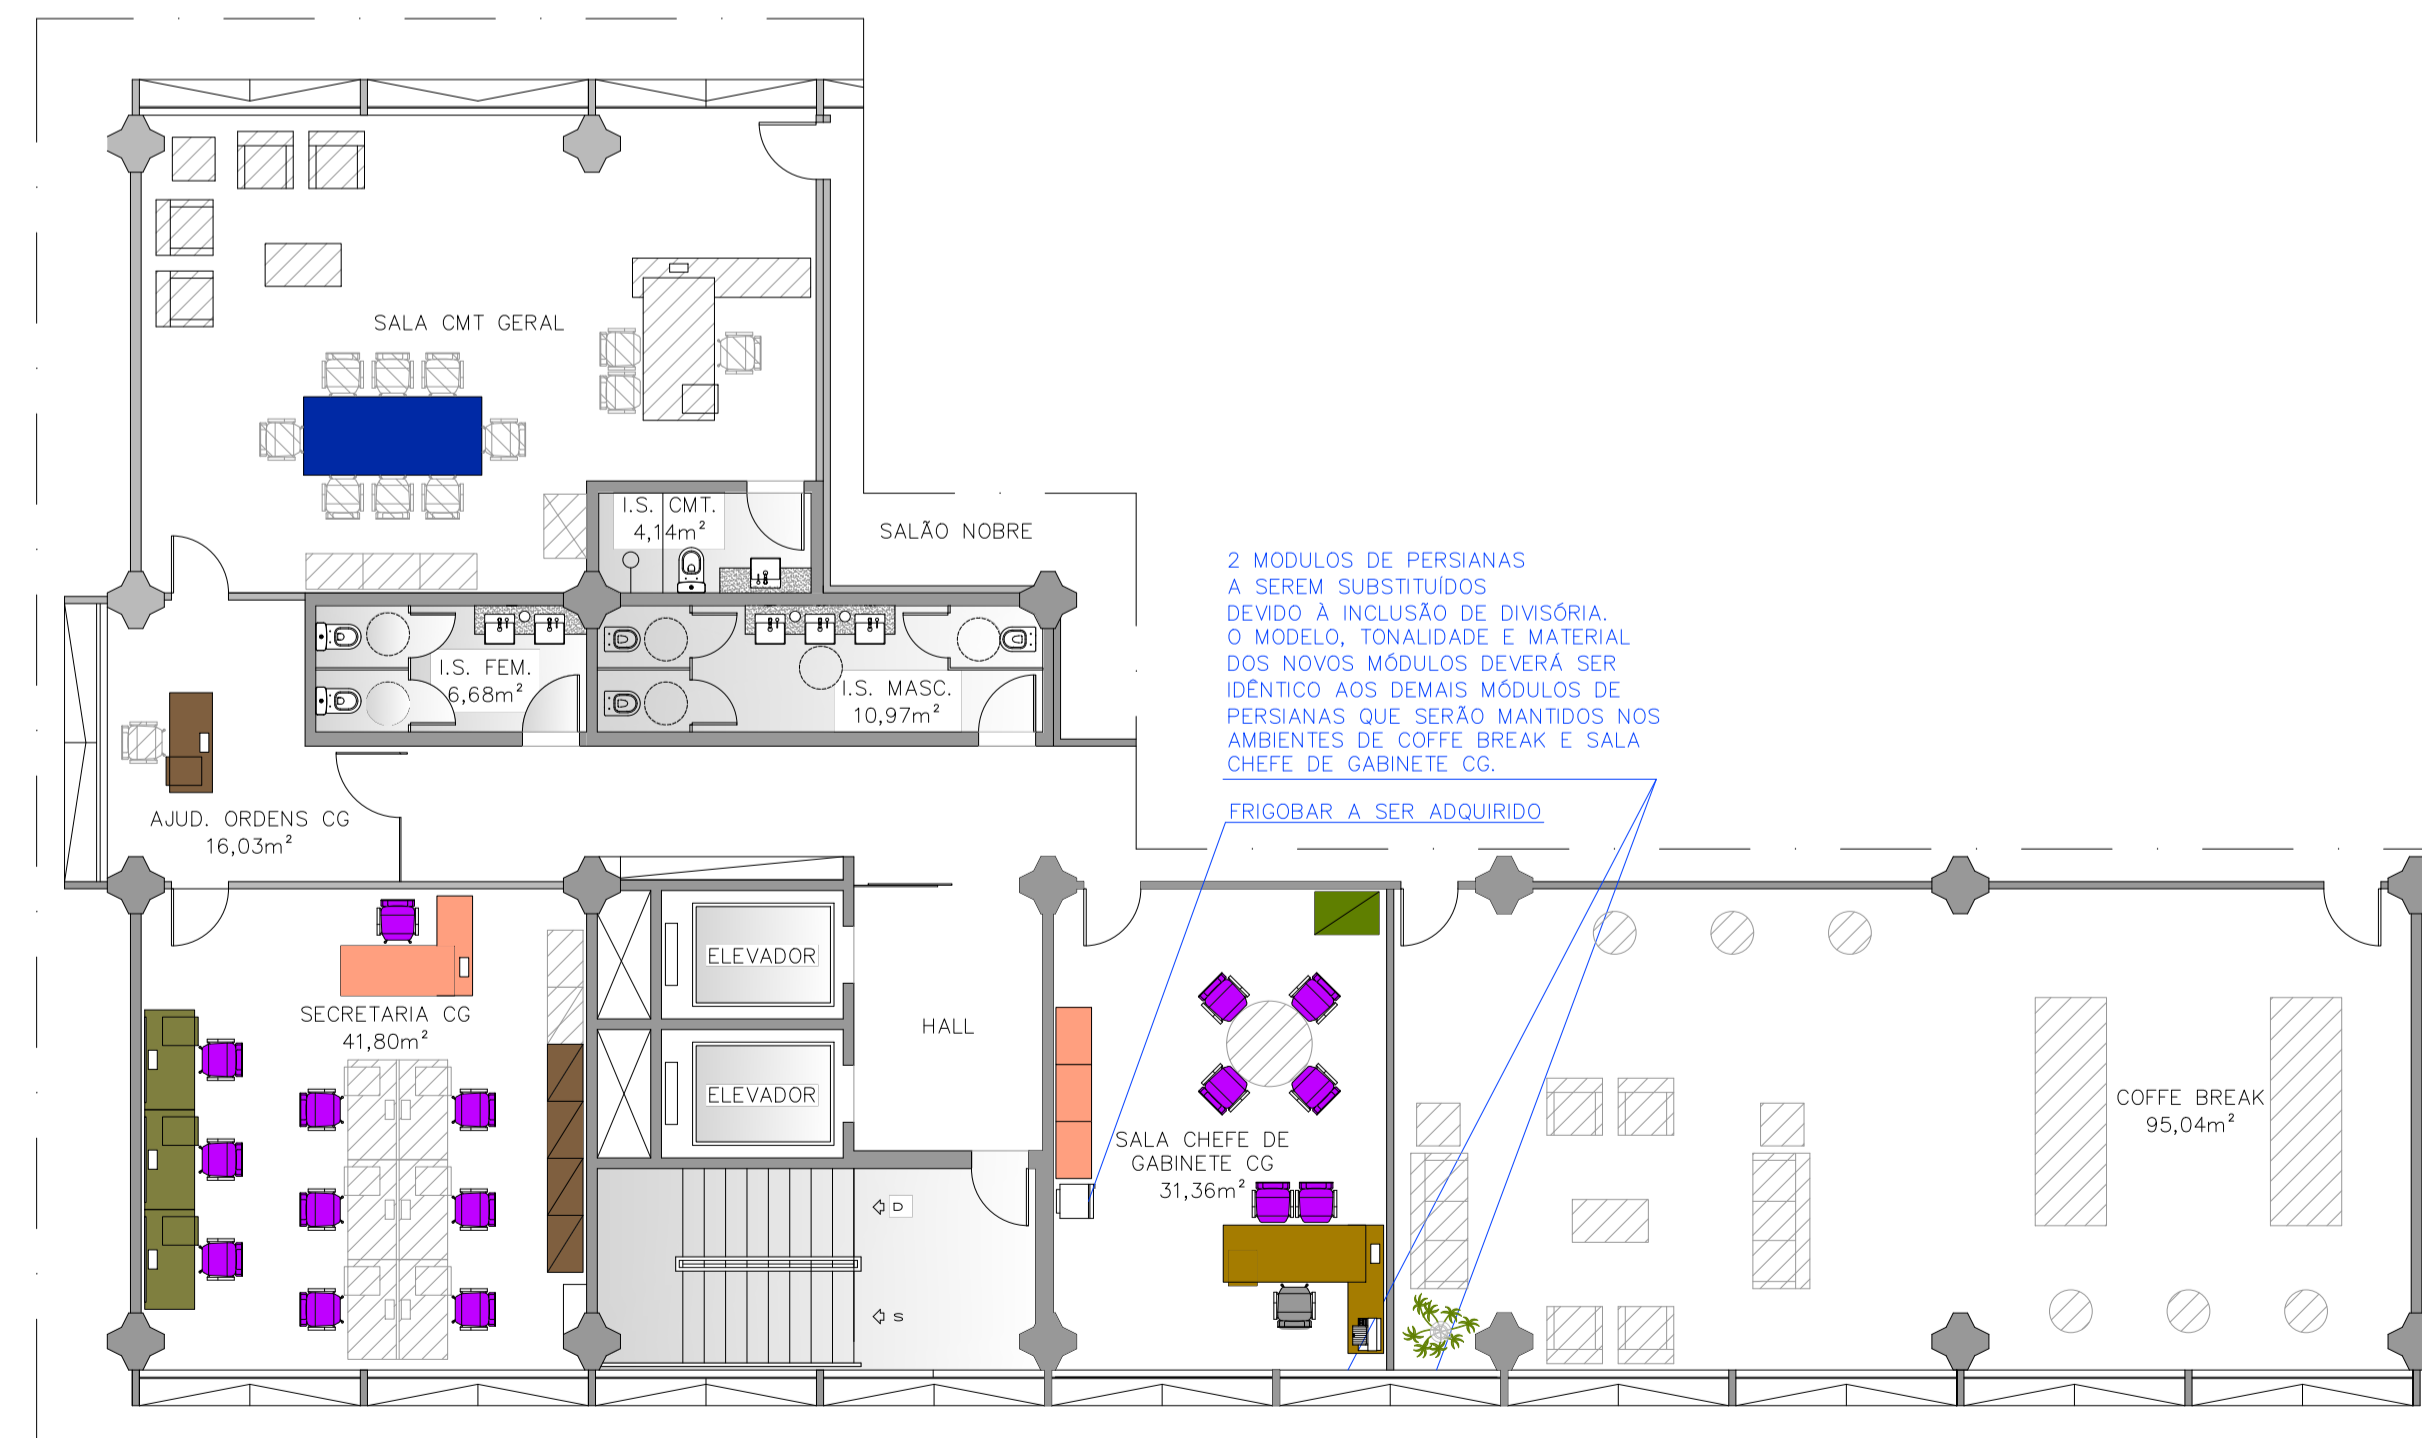 SALA CMT GERAL
I.S. CMT.
4,14m²
SALÃO NOBRE
2 MODULOS DE PERSIANAS
A SEREM SUBSTITUÍDOS
DEVIDO À INCLUSÃO DE DIVISÓRIA.
O MODELO, TONALIDADE E MATERIAL
DOS NOVOS MÓDULOS DEVERÁ SER
IDÊNTICO AOS DEMAIS MÓDULOS DE
PERSIANAS QUE SERÃO MANTIDOS NOS
AMBIENTES DE COFFE BREAK E SALA
CHEFE DE GABINETE CG.
FRIGOBAR A SER ADQUIRIDO
I.S. FEM.
6,68m²
I.S. MASC.
10,97m²
AJUD. ORDENS CG
16,03m²
SECRETARIA CG
41,80m²
ELEVADOR
ELEVADOR
HALL
D
S
SALA CHEFE DE
GABINETE CG
31,36m²
COFFE BREAK
95,04m²